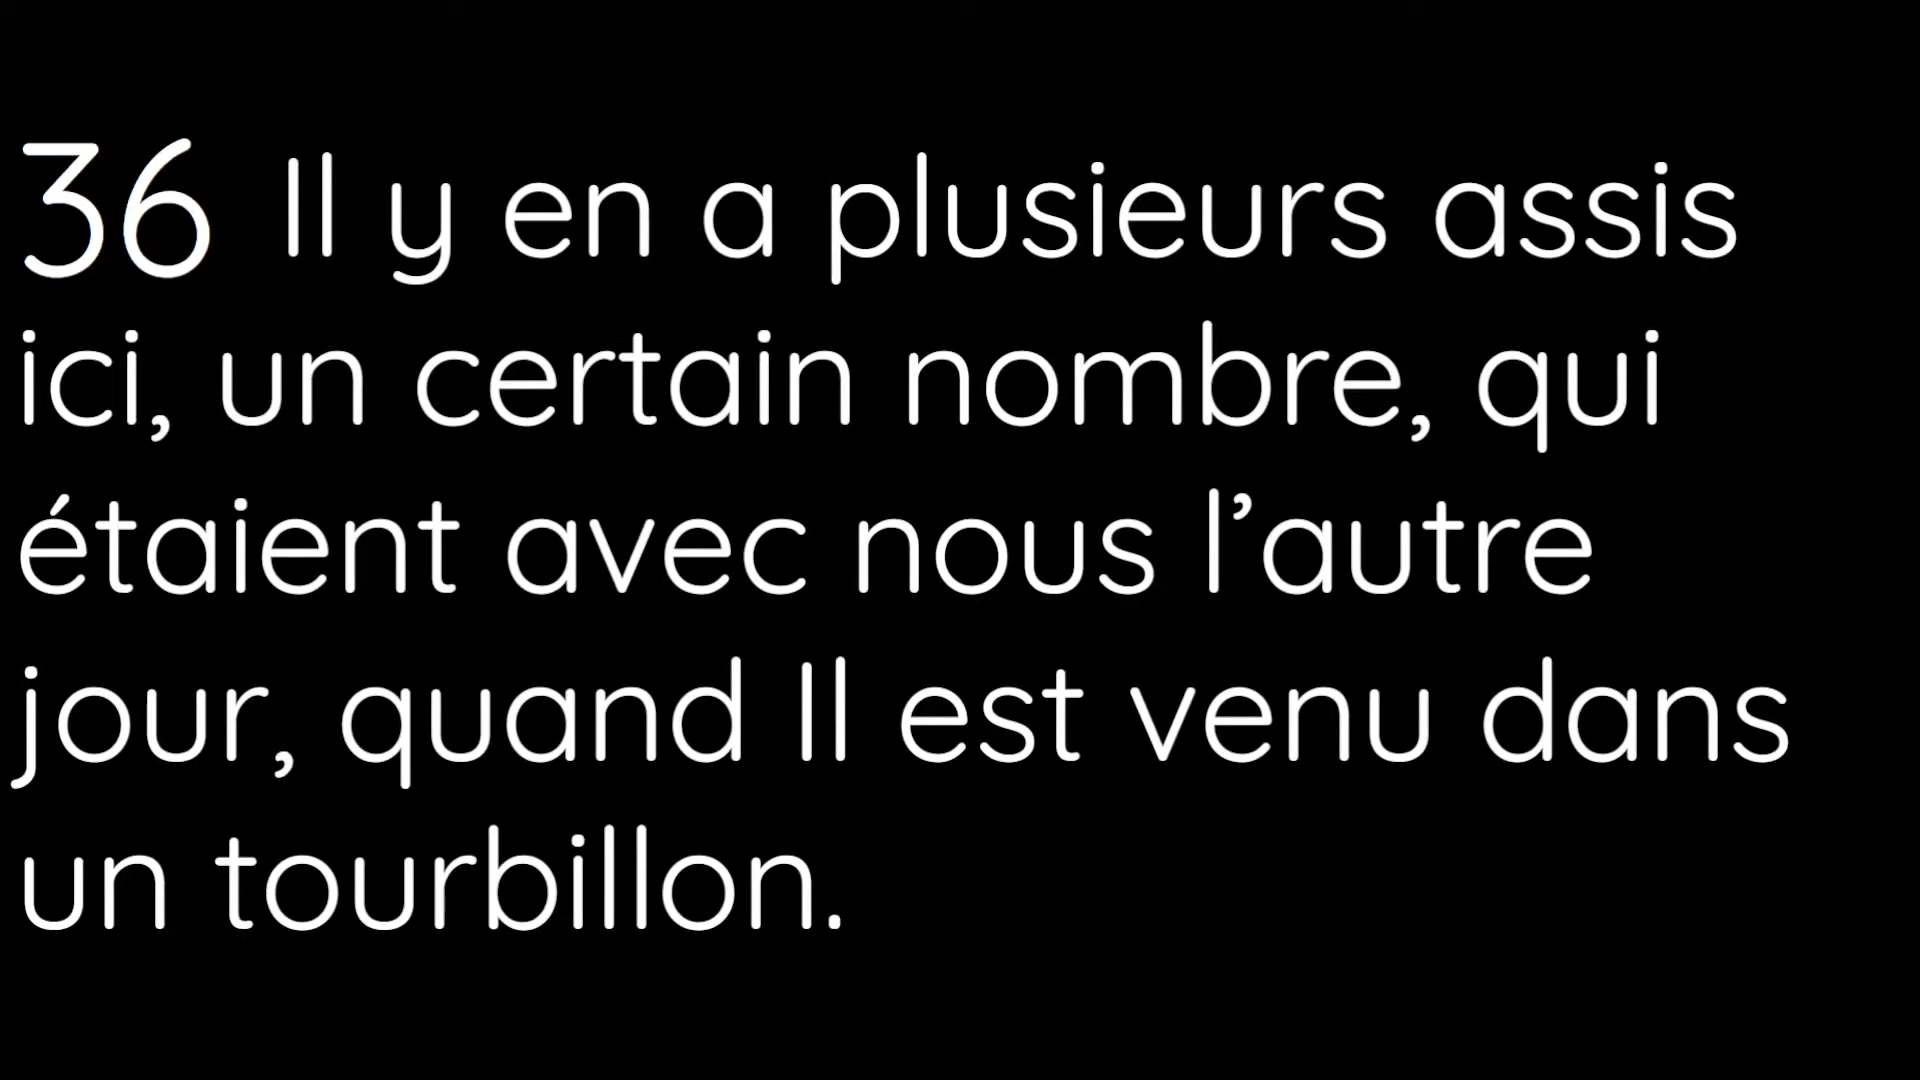 36 Il y en a plusieurs assis
ici, un certain nombre, qui
étaient avec nous l’autre
jour, quand Il est venu dans
un tourbillon.